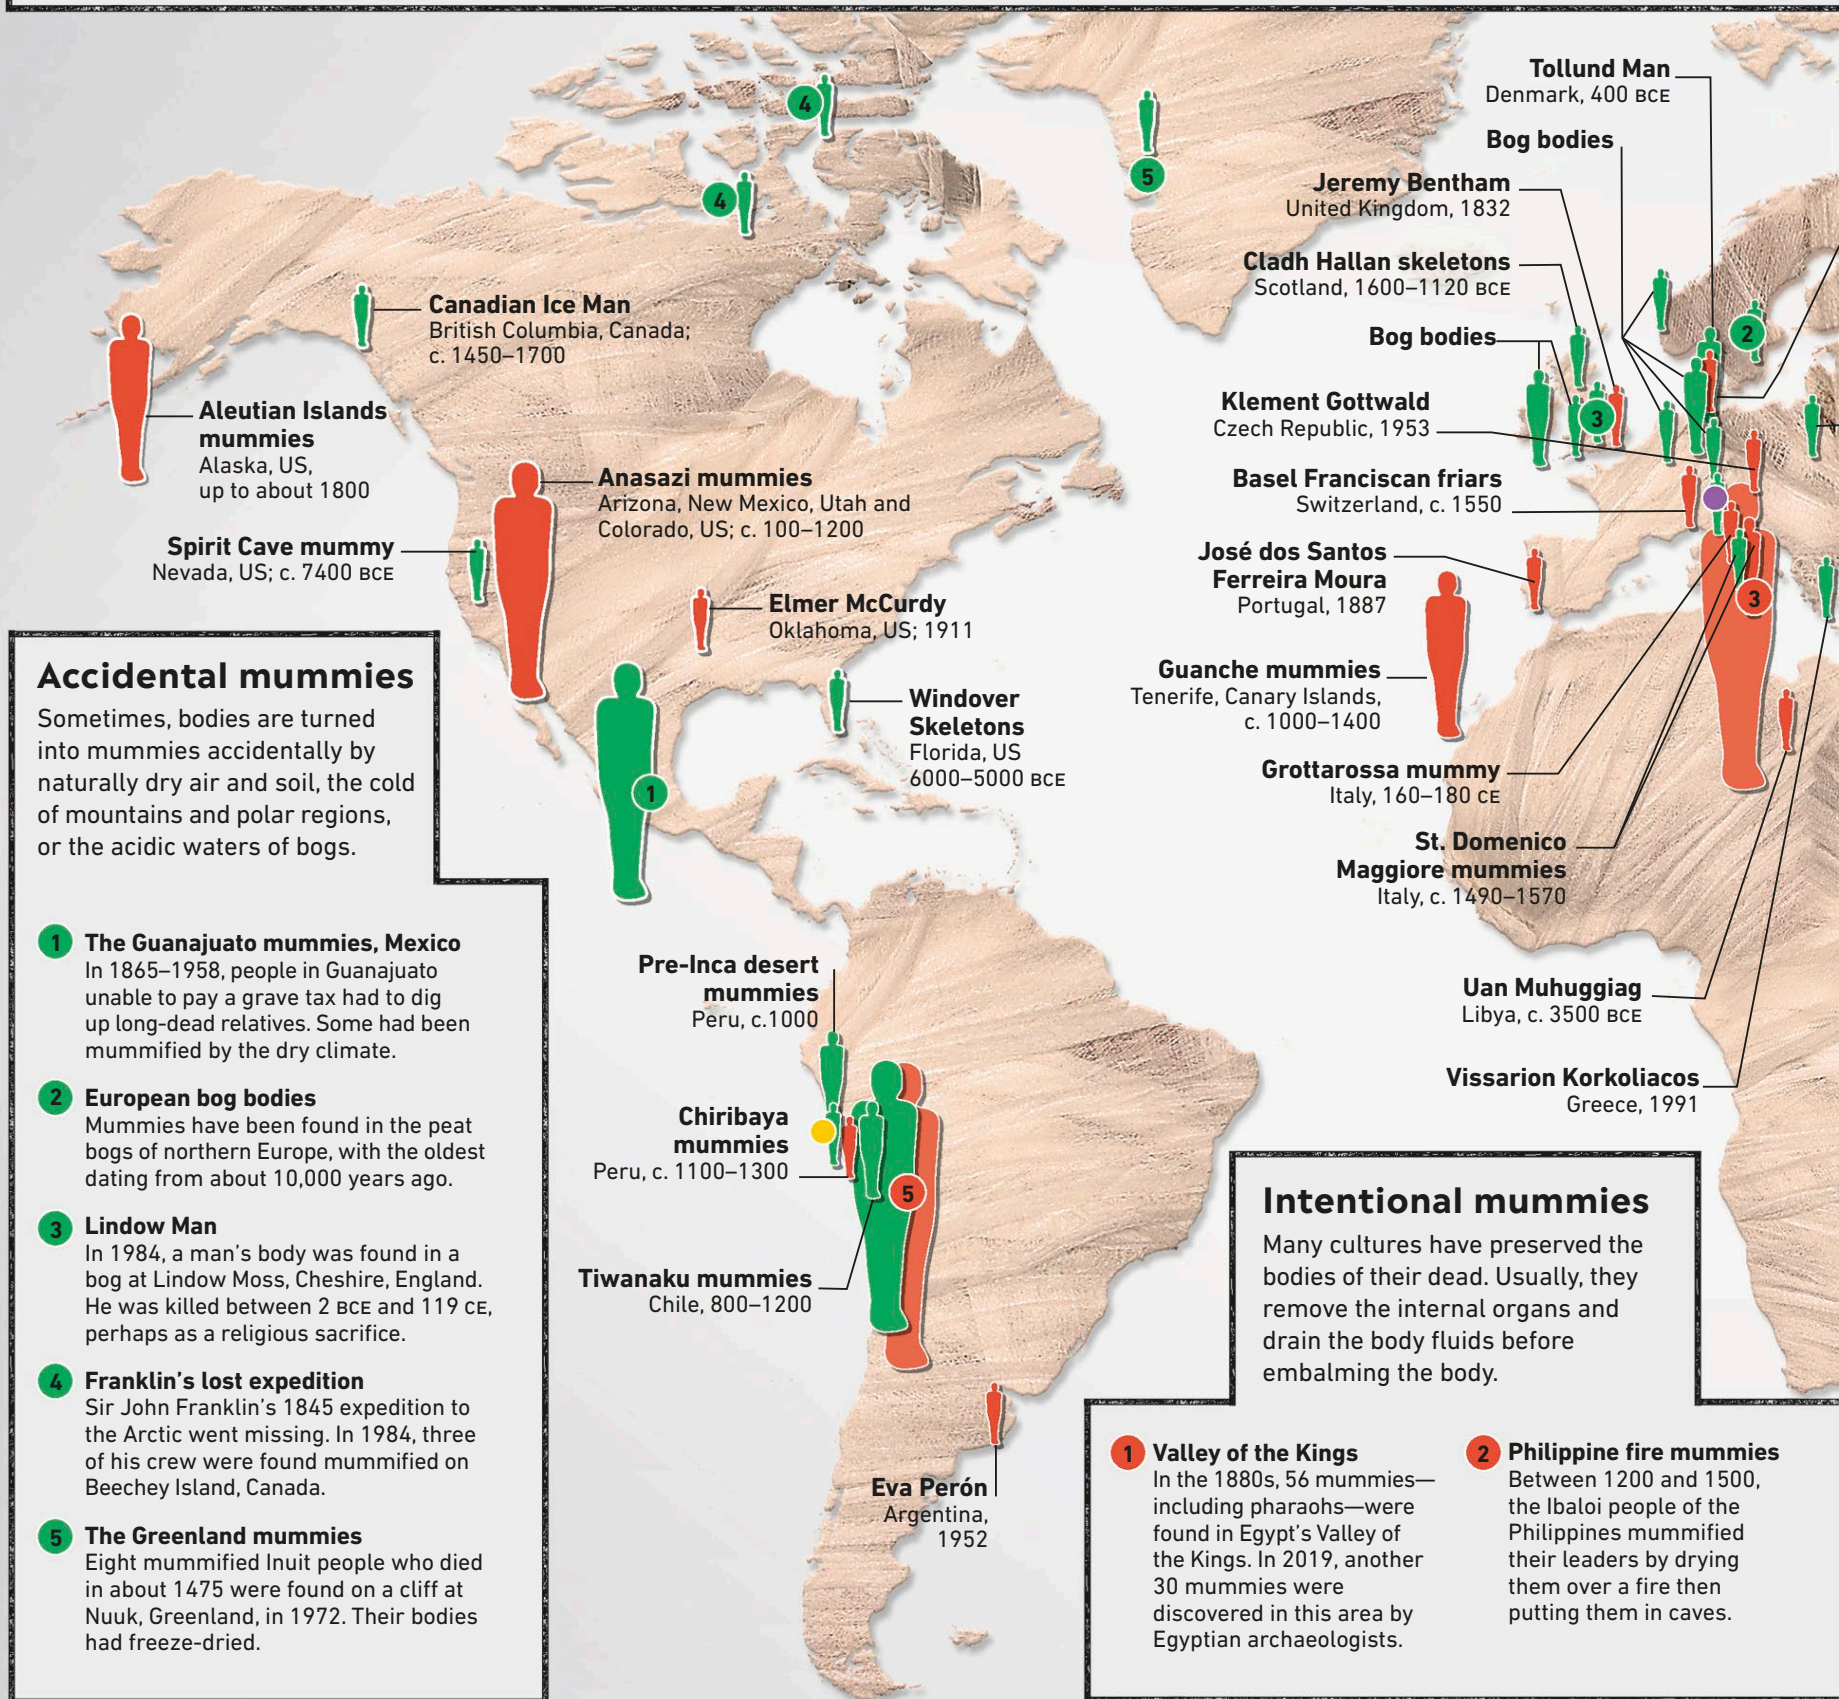 Tollund Man
Denmark, 400 BCE
Bog bodies
Jeremy Bentham
United Kingdom, 1832
Cladh Hallan skeletons
Scotland, 1600–1120 BCE
Bog bodies
Klement Gottwald
Czech Republic, 1953
Basel Franciscan friars
Switzerland, c. 1550
José dos Santos
Ferreira Moura
Portugal, 1887
Guanche mummies
Tenerife, Canary Islands,
c. 1000–1400
Grottarossa mummy
Italy, 160–180 CE
St. Domenico
Maggiore mummies
Italy, c. 1490–1570
Uan Muhuggiag
Libya, c. 3500 BCE
Vissarion Korkoliacos
Greece, 1991
4
4
5
2
3
3
Canadian Ice Man
British Columbia, Canada;
c. 1450–1700
Aleutian Islands
mummies
Alaska, US,
up to about 1800
Anasazi mummies
Arizona, New Mexico, Utah and
Colorado, US; c. 100–1200
Spirit Cave mummy
Nevada, US; c. 7400 BCE
Elmer McCurdy
Oklahoma, US; 1911
Windover
Skeletons
Florida, US
6000–5000 BCE
1
Pre-Inca desert
mummies
Peru, c.1000
Chiribaya
mummies
Peru, c. 1100–1300
5
Tiwanaku mummies
Chile, 800–1200
Eva Perón
Argentina,
1952
Accidental mummies
Sometimes, bodies are turned
into mummies accidentally by
naturally dry air and soil, the cold
of mountains and polar regions,
or the acidic waters of bogs.
1 The Guanajuato mummies, Mexico
In 1865–1958, people in Guanajuato
unable to pay a grave tax had to dig
up long-dead relatives. Some had been
mummified by the dry climate.
2 European bog bodies
Mummies have been found in the peat
bogs of northern Europe, with the oldest
dating from about 10,000 years ago.
3 Lindow Man
In 1984, a man's body was found in a
bog at Lindow Moss, Cheshire, England.
He was killed between 2 BCE and 119 CE,
perhaps as a religious sacrifice.
4 Franklin's lost expedition
Sir John Franklin's 1845 expedition to
the Arctic went missing. In 1984, three
of his crew were found mummified on
Beechey Island, Canada.
5 The Greenland mummies
Eight mummified Inuit people who died
in about 1475 were found on a cliff at
Nuuk, Greenland, in 1972. Their bodies
had freeze-dried.
Intentional mummies
Many cultures have preserved the
bodies of their dead. Usually, they
remove the internal organs and
drain the body fluids before
embalming the body.
1 Valley of the Kings
In the 1880s, 56 mummies—
including pharaohs—were
found in Egypt's Valley of
the Kings. In 2019, another
30 mummies were
discovered in this area by
Egyptian archaeologists.
2 Philippine fire mummies
Between 1200 and 1500,
the Ibaloi people of the
Philippines mummified
their leaders by drying
them over a fire then
putting them in caves.